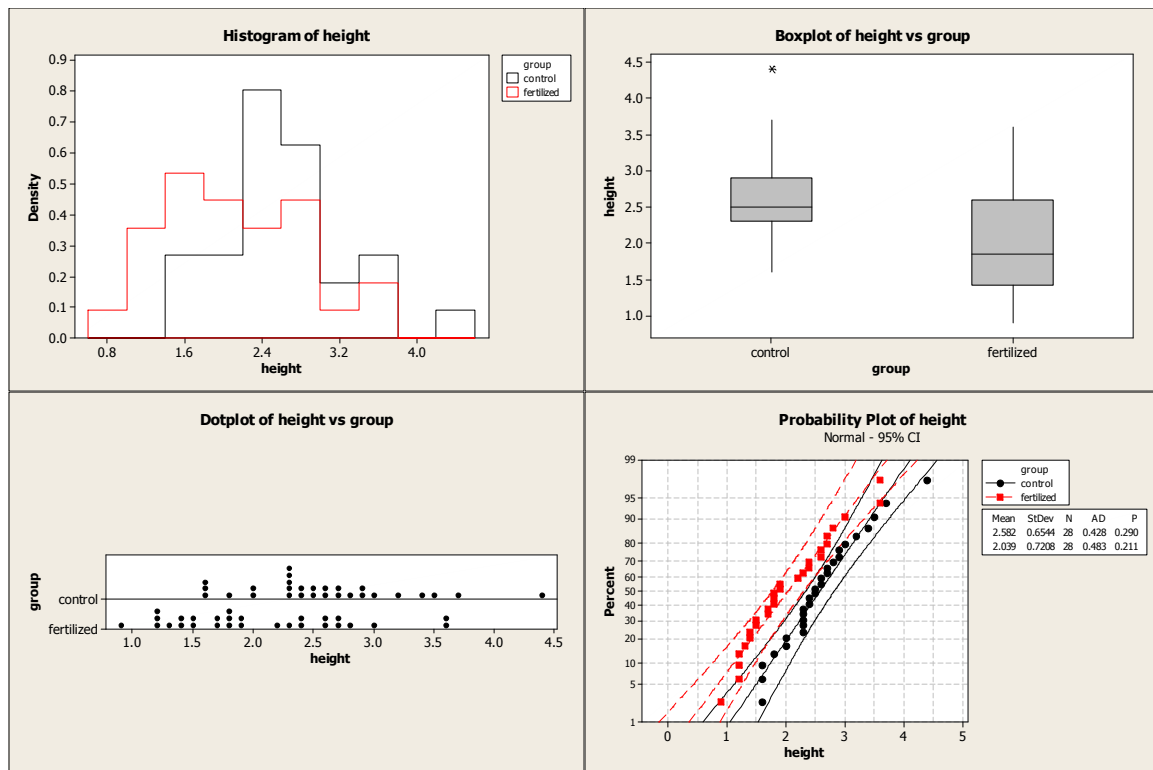 Histogram of height
0.9
0.8
0.7
0.6
0.5
0.4
0.3
0.2
0.1
0.0
Density
0.8 1.6 2.4 3.2 4.0
height
group
control
fertilized
Boxplot of height vs group
4.5
4.0
3.5
3.0
2.5
2.0
1.5
1.0
height
control fertilized
group
Dotplot of height vs group
group
control
fertilized
1.0 1.5 2.0 2.5 3.0 3.5 4.0 4.5
height
Probability Plot of height
Normal - 95% CI
99
95
90
80
70
60
50
40
30
20
10
5
1
Percent
0 1 2 3 4 5
height
group
control
fertilized
Mean StDev N AD P
2.582 0.6544 28 0.428 0.290
2.039 0.7208 28 0.483 0.211